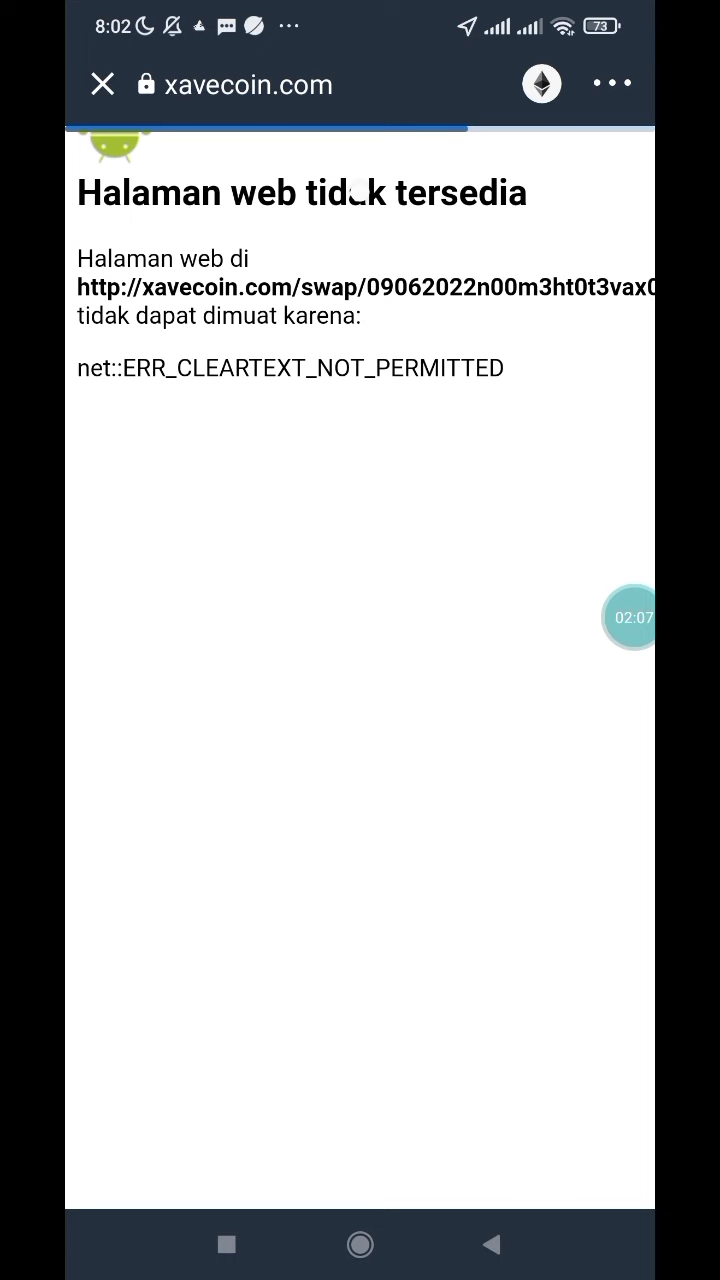 8:02
73
xavecoin.com
Halaman web tidak tersedia
Halaman web di
http://xavecoin.com/swap/09062022n00m3ht0t3vax0
tidak dapat dimuat karena:
net::ERR_CLEARTEXT_NOT_PERMITTED
02:07